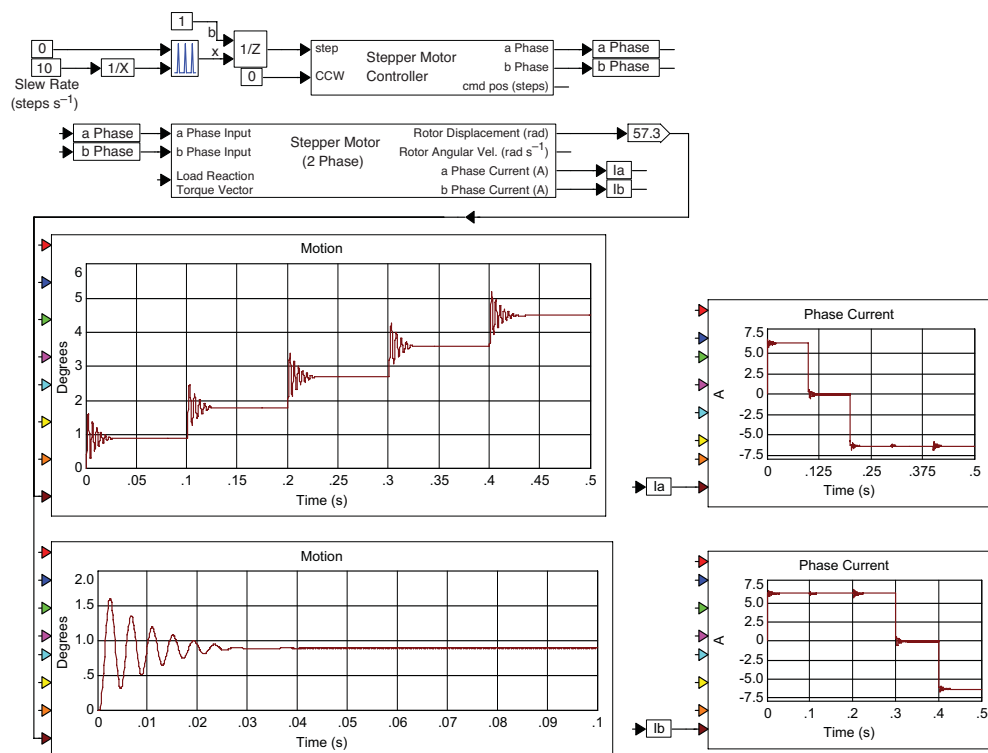 1
b
0
x
1/Z
step
a Phase
a Phase
10
1/X
Stepper Motor
Controller
b Phase
b Phase
0
CCW
cmd pos (steps)
Slew Rate
(steps s⁻¹)
a Phase
a Phase Input
Stepper Motor
(2 Phase)
Rotor Displacement (rad)
57.3
b Phase
b Phase Input
Rotor Angular Vel. (rad s⁻¹)
Load Reaction
Torque Vector
a Phase Current (A)
Ia
b Phase Current (A)
Ib
Motion
6
5
4
3
2
1
0
Degrees
0 .05 .1 .15 .2 .25 .3 .35 .4 .45 .5
Time (s)
Phase Current
7.5
5.0
2.5
0
-2.5
-5.0
-7.5
A
0 .125 .25 .375 .5
Time (s)
Ia
Motion
2.0
1.5
1.0
.5
0
Degrees
0 .01 .02 .03 .04 .05 .06 .07 .08 .09 0.1
Time (s)
Phase Current
7.5
5.0
2.5
0
-2.5
-5.0
-7.5
A
0 .1 .2 .3 .4 .5
Time (s)
Ib